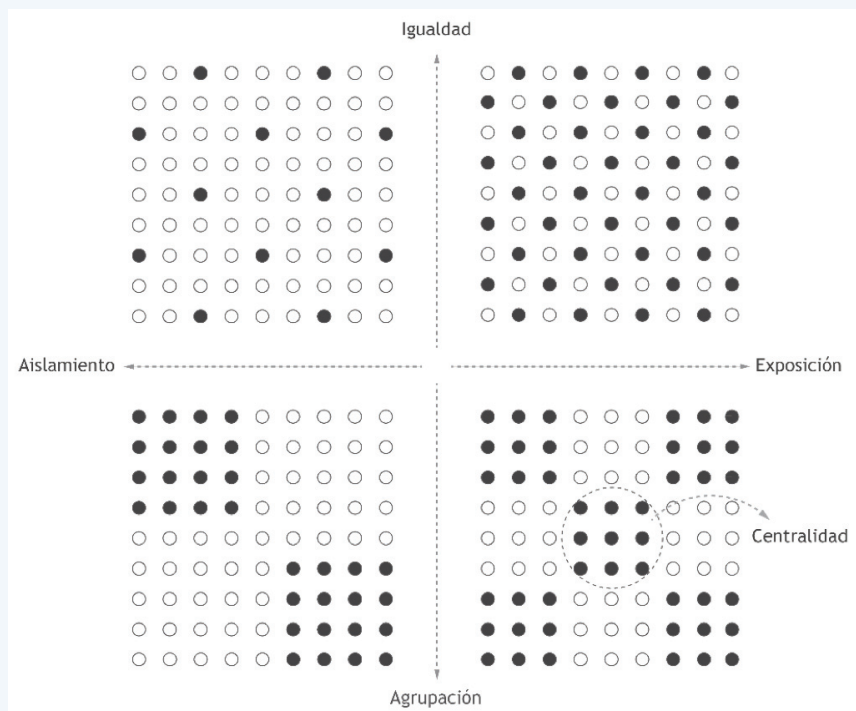 Igualdad
Aislamiento
Exposición
Centralidad
Agrupación